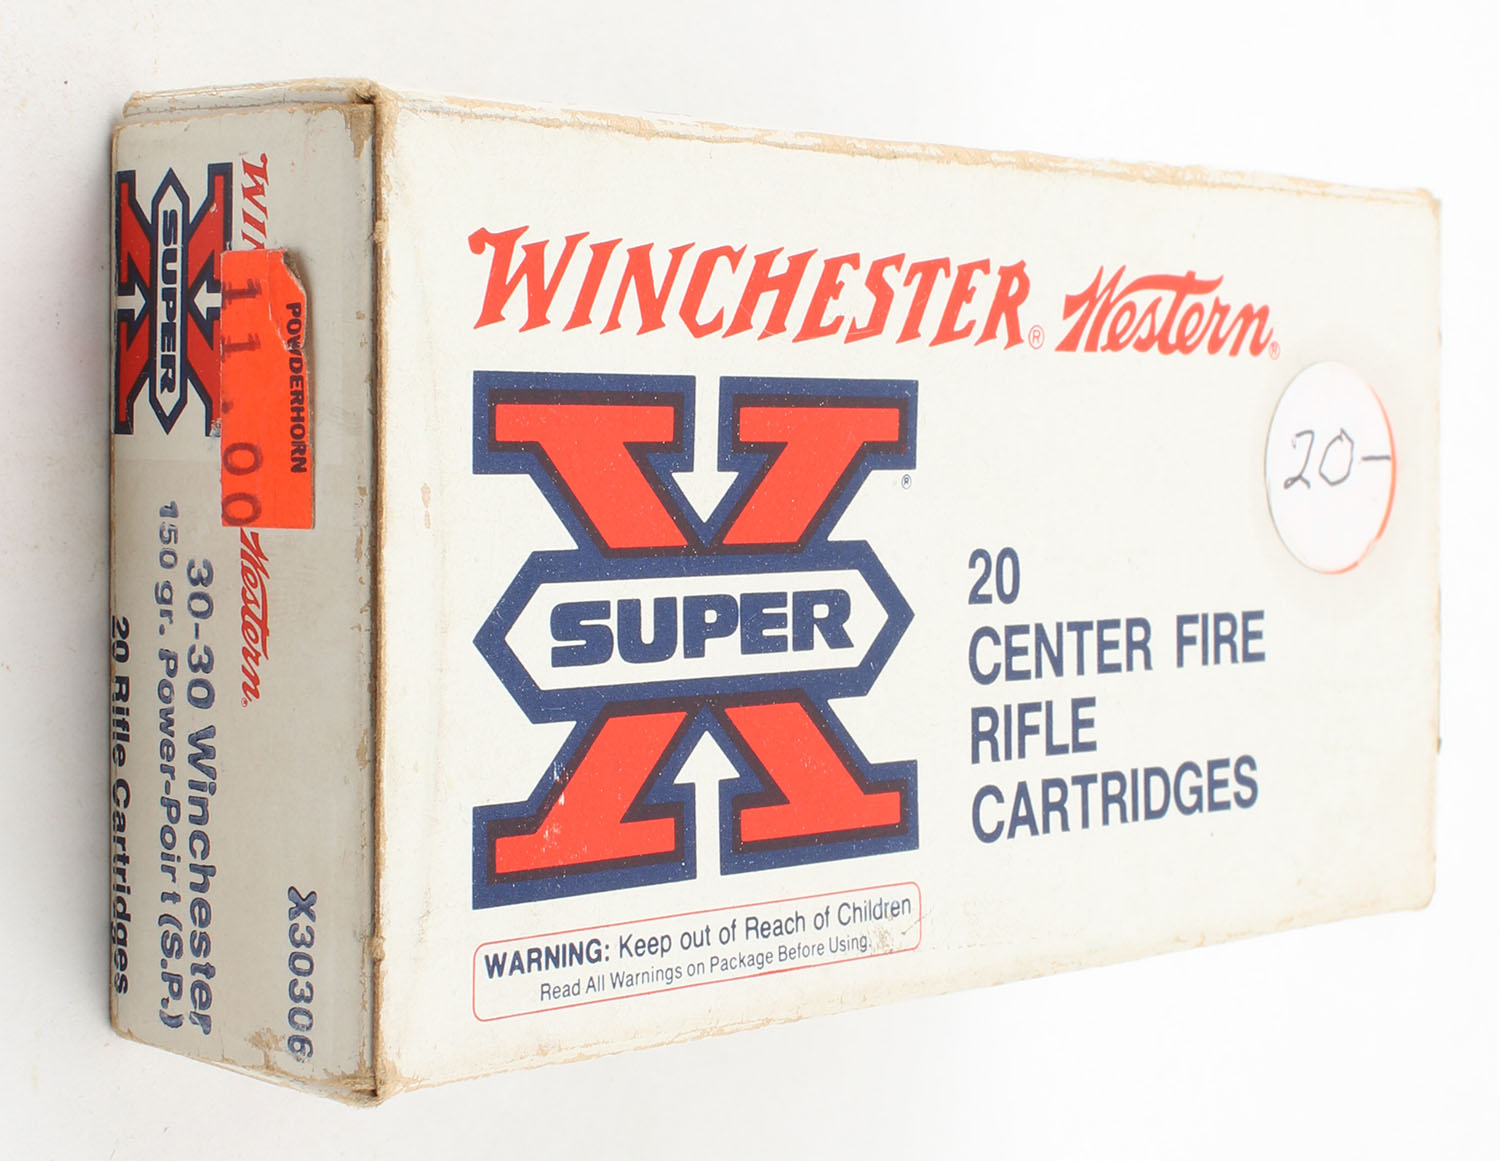 WINCHESTER® Western®
SUPER X ®
20
CENTER FIRE
RIFLE
CARTRIDGES
20-
WARNING: Keep out of Reach of Children
Read All Warnings on Package Before Using.
Western®
SUPER X
POWDERHORN
11.00
X30306
30-30 Winchester
150 gr. Power-Point (S.P.)
20 Rifle Cartridges